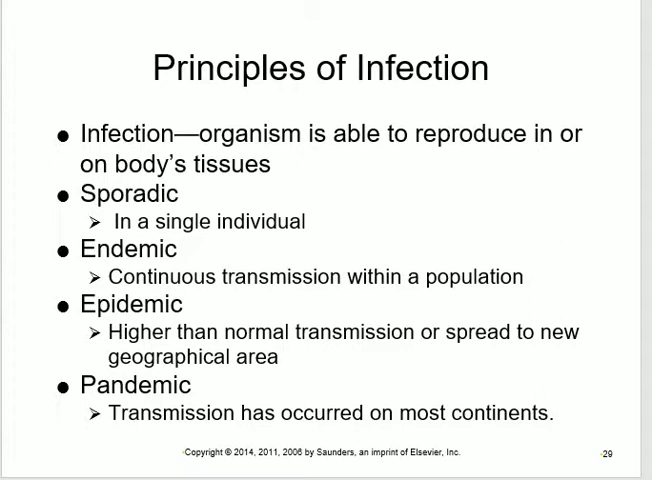 Principles of Infection
● Infection—organism is able to reproduce in or
on body's tissues
● Sporadic
➢ In a single individual
● Endemic
➢ Continuous transmission within a population
● Epidemic
➢ Higher than normal transmission or spread to new
geographical area
● Pandemic
➢ Transmission has occurred on most continents.
•Copyright © 2014, 2011, 2006 by Saunders, an imprint of Elsevier, Inc.
•29